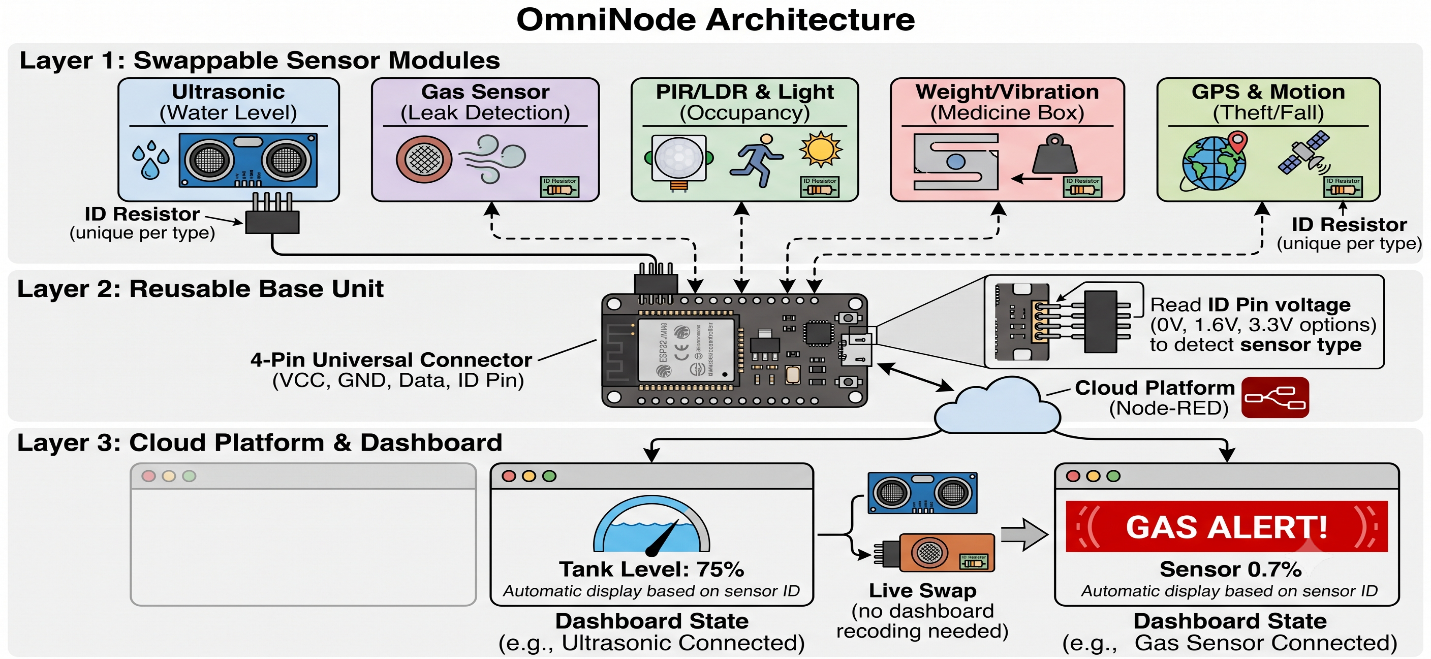 OmniNode Architecture
Layer 1: Swappable Sensor Modules
Ultrasonic
(Water Level)
Gas Sensor
(Leak Detection)
ID Resistor
PIR/LDR & Light
(Occupancy)
ID Resistor
Weight/Vibration
(Medicine Box)
ID Resistor
GPS & Motion
(Theft/Fall)
ID Resistor
ID Resistor
(unique per type)
ID Resistor
(unique per type)
Layer 2: Reusable Base Unit
4-Pin Universal Connector
(VCC, GND, Data, ID Pin)
Read ID Pin voltage
(0V, 1.6V, 3.3V options)
to detect sensor type
Cloud Platform
(Node-RED)
Layer 3: Cloud Platform & Dashboard
Tank Level: 75%
Automatic display based on sensor ID
Dashboard State
(e.g., Ultrasonic Connected)
ID Resistor
Live Swap
(no dashboard
recoding needed)
GAS ALERT!
Sensor 0.7%
Automatic display based on sensor ID
Dashboard State
(e.g., Gas Sensor Connected)